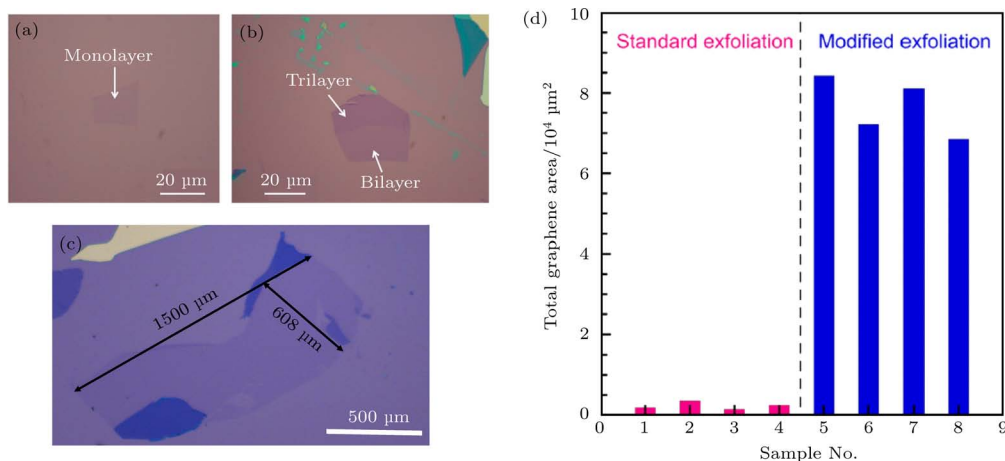 (a)
Monolayer
20 µm
(b)
Trilayer
Bilayer
20 µm
(c)
1500 µm
608 µm
500 µm
(d)
Standard exfoliation
Modified exfoliation
Total graphene area/10⁴ µm²
10
8
6
4
2
0
0 1 2 3 4 5 6 7 8 9
Sample No.